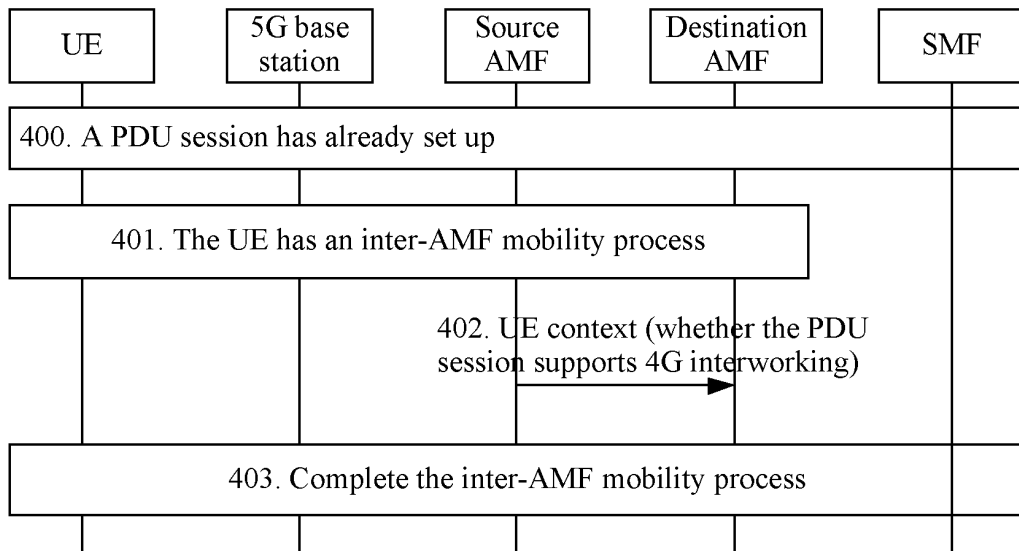 UE
5G base
station
Source
AMF
Destination
AMF
SMF
400. A PDU session has already set up
401. The UE has an inter-AMF mobility process
402. UE context (whether the PDU
session supports 4G interworking)
403. Complete the inter-AMF mobility process